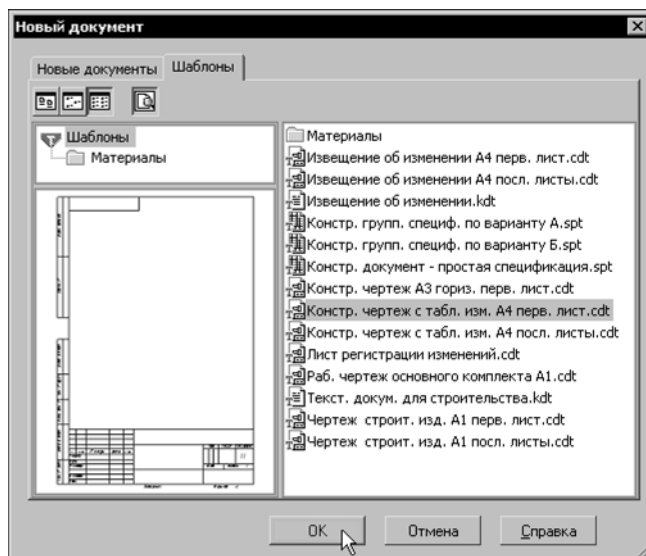 Новый документ
Новые документы
Шаблоны
Шаблоны
Материалы
Материалы
Извещение об изменении А4 перв. лист.cdt
Извещение об изменении А4 посл. листы.cdt
Извещение об изменении.kdt
Констр. групп. специф. по варианту А.spt
Констр. групп. специф. по варианту Б.spt
Констр. документ - простая спецификация.spt
Констр. чертеж А3 гориз. перв. лист.cdt
Констр. чертеж с табл. изм. А4 перв. лист.cdt
Констр. чертеж с табл. изм. А4 посл. листы.cdt
Лист регистрации изменений.cdt
Раб. чертеж основного комплекта А1.cdt
Текст. докум. для строительства.kdt
Чертеж строит. изд. А1 перв. лист.cdt
Чертеж строит. изд. А1 посл. листы.cdt
OK
Отмена
Справка